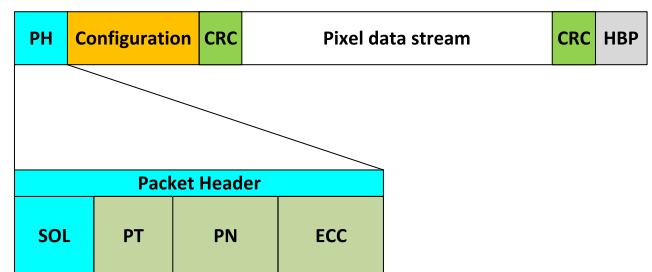 PH Configuration CRC Pixel data stream CRC HBP
Packet Header
SOL PT PN ECC